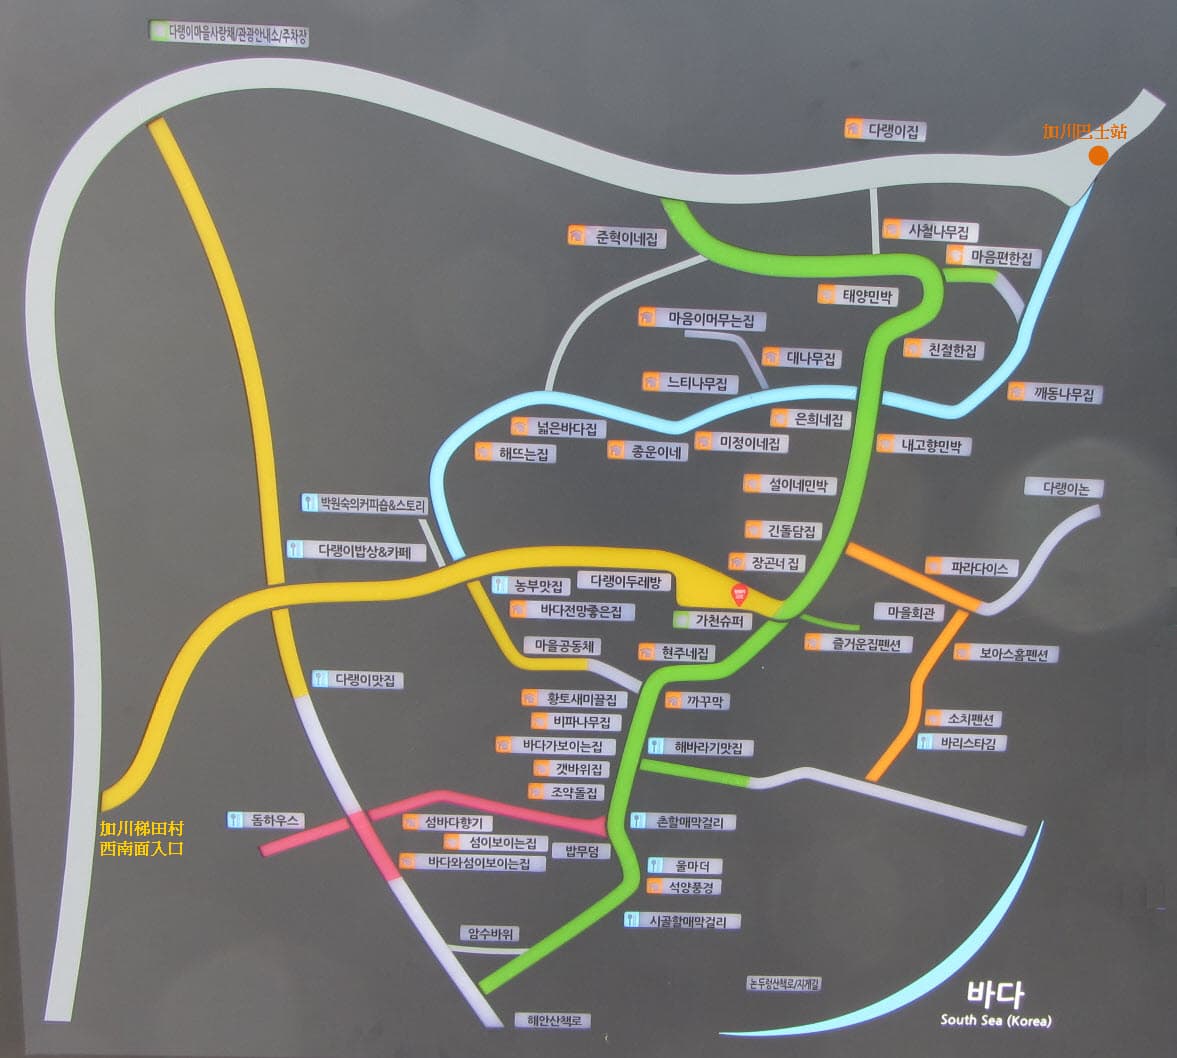 다랭이마을사랑채/관광안내소/주차장
다랭이집
加川巴士站
사철나무집
준혁이네집
마음편한집
태양민박
마음이머무는집
대나무집
친절한집
느티나무집
깨동나무집
은희네집
넓은바다집
미정이네집
내고향민박
해뜨는집
종운이네
설이네민박
다랭이논
박원숙의커피숍&스토리
긴돌담집
다랭이밥상&카페
장곤너 집
파라다이스
농부맛집
다랭이두레방
바다전망좋은집
마을회관
가천슈퍼
마을공동체
현주네집
즐거운집펜션
보아스홈펜션
다랭이맛집
황토새미끌집
까꾸막
비파나무집
소치펜션
바다가보이는집
해바라기맛집
바리스타김
갯바위집
조약돌집
加川梯田村
西南面入口
돔하우스
섬바다향기
촌할매막걸리
섬이보이는집
밥무덤
바다와섬이보이는집
울마더
석양풍경
시골할매막걸리
암수바위
논두렁산책로/지게길
바다
South Sea (Korea)
해안산책로